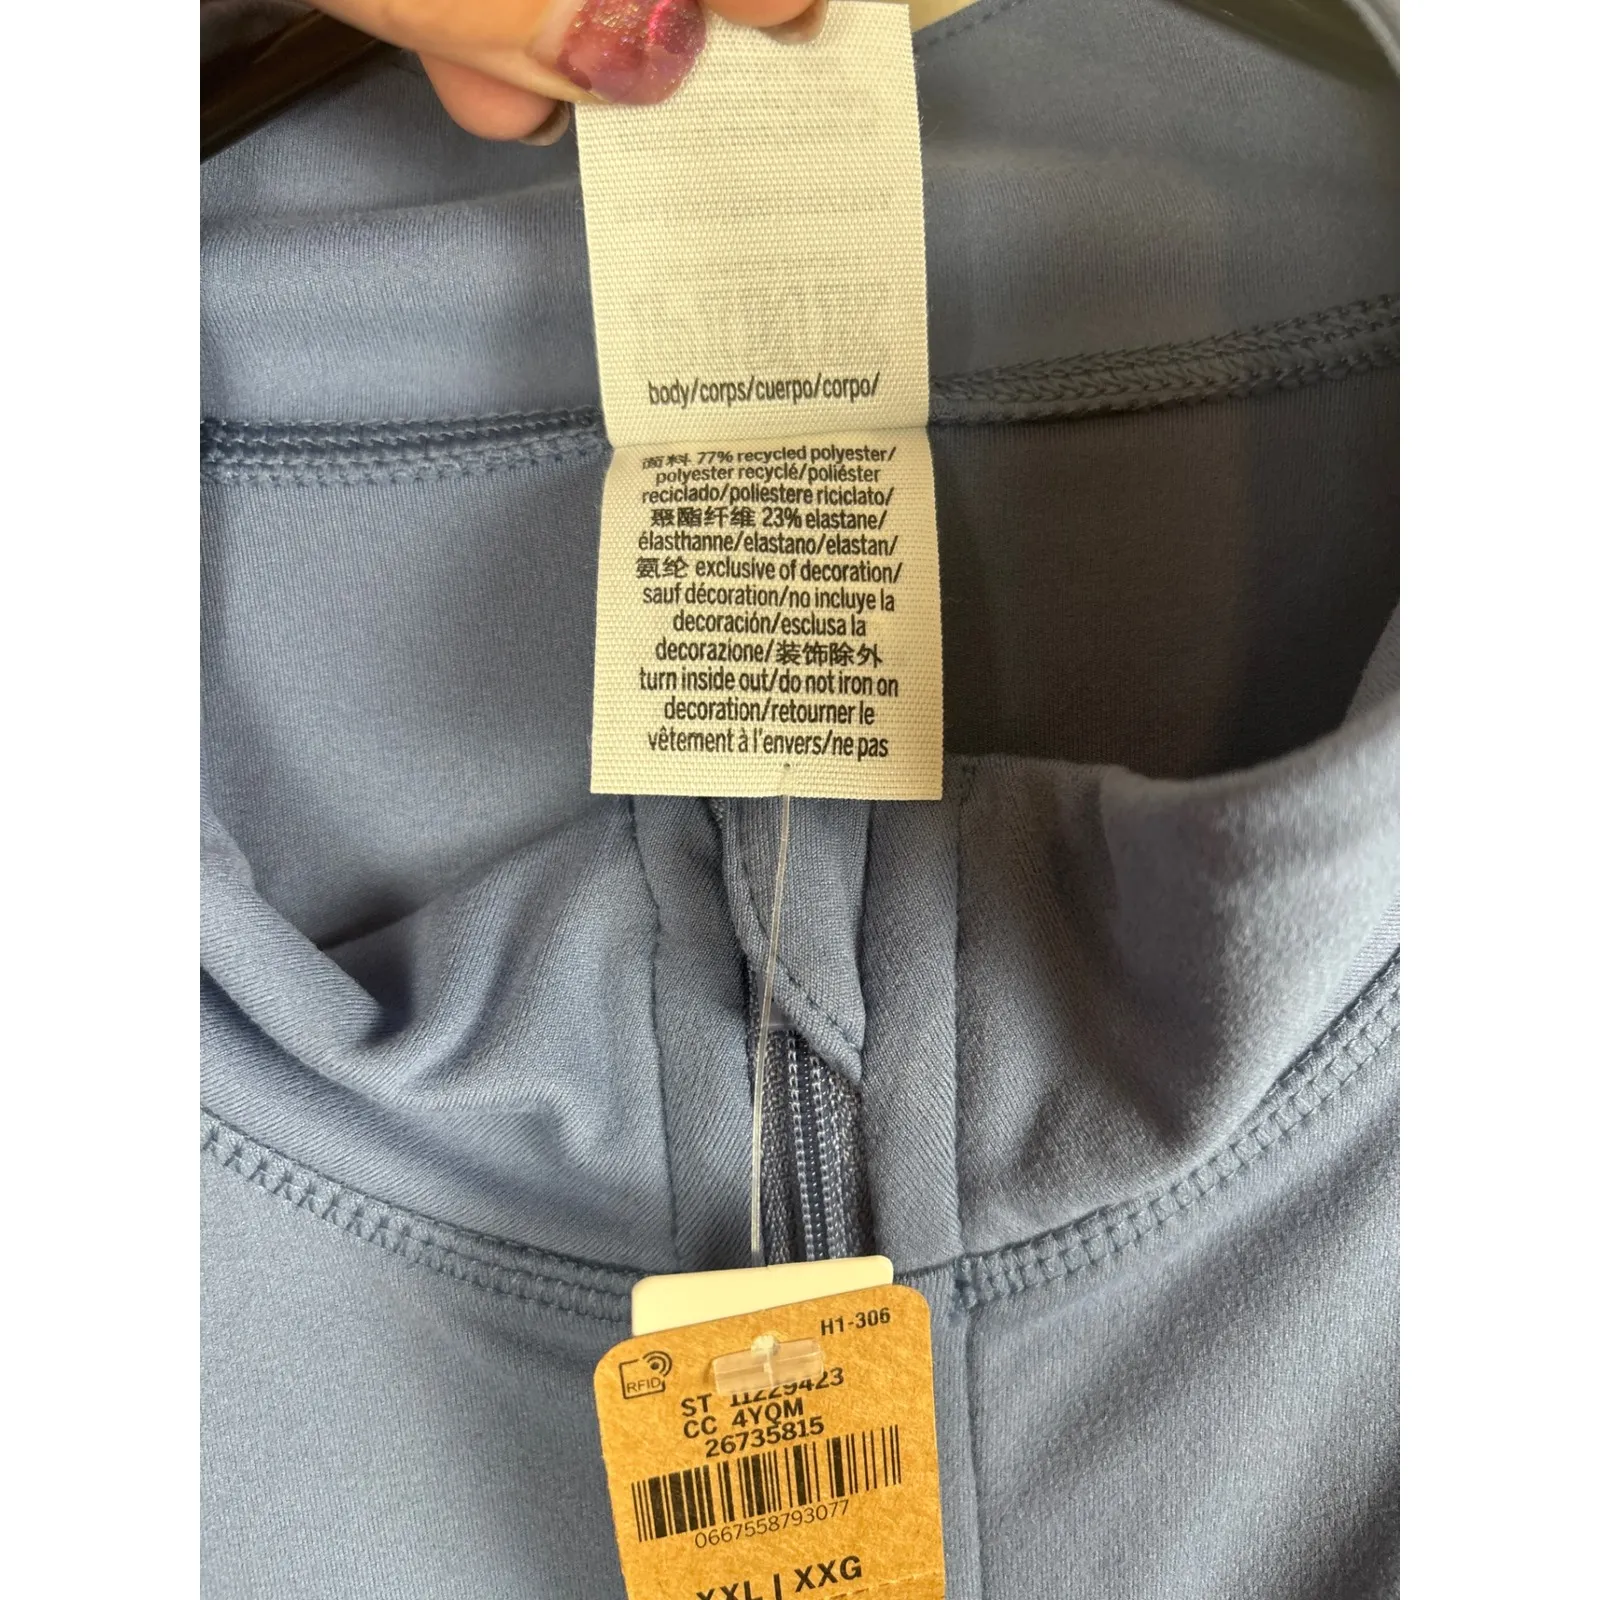 body/corps/cuerpo/corpo/
面料 77% recycled polyester/
polyester recyclé/poliéster
reciclado/poliestere riciclato/
聚酯纤维 23% elastane/
élasthanne/elastano/elastan/
氨纶 exclusive of decoration/
sauf décoration/no incluye la
decoración/esclusa la
decorazione/装饰除外
turn inside out/do not iron on
decoration/retourner le
vêtement à l'envers/ne pas
H1-306
RFID
ST 11229423
CC 4YQM
26735815
0667558793077
XXL | XXG